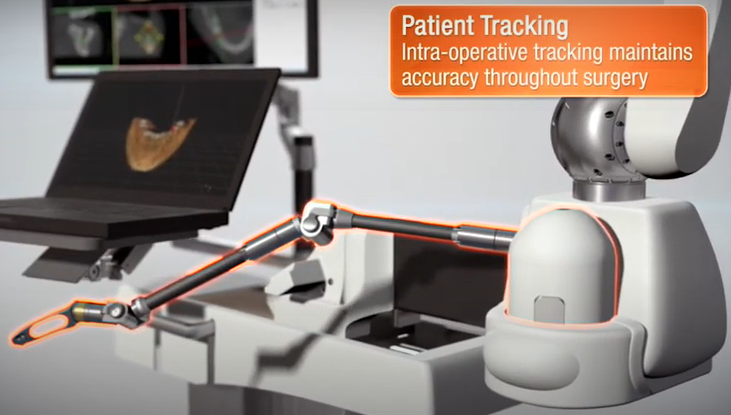 Patient Tracking
Intra-operative tracking maintains
accuracy throughout surgery